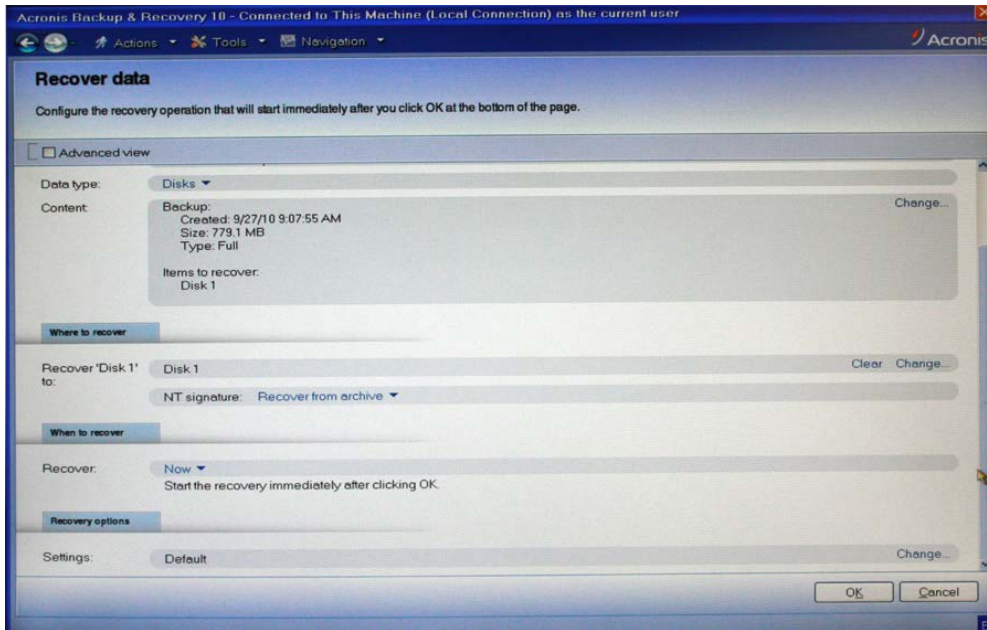 Acronis Backup & Recovery 10 - Connected to This Machine (Local Connection) as the current user
Actions Tools Navigation Acronis
Recover data
Configure the recovery operation that will start immediately after you click OK at the bottom of the page.
Advanced view
Data type: Disks
Content: Backup: Change...
Created: 9/27/10 9:07:55 AM
Size: 779.1 MB
Type: Full
Items to recover:
Disk 1
Where to recover
Recover 'Disk 1' to: Disk 1 Clear Change...
NT signature: Recover from archive
When to recover
Recover: Now
Start the recovery immediately after clicking OK.
Recovery options
Settings: Default Change...
OK Cancel